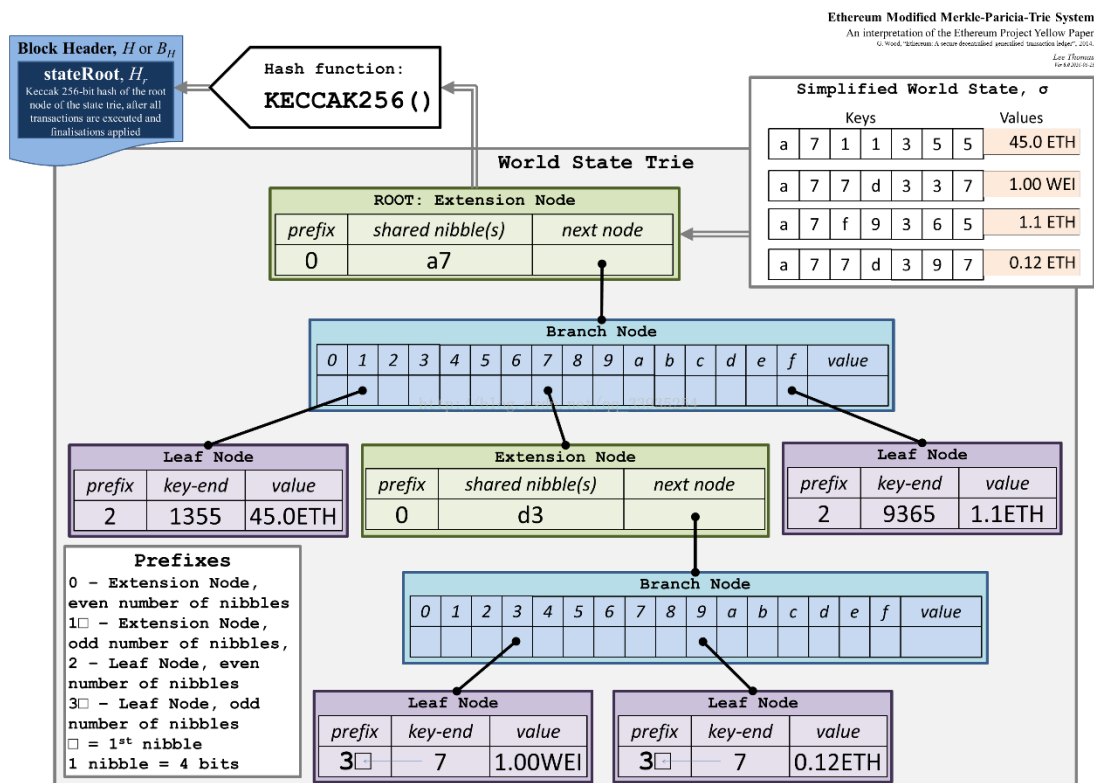 Ethereum Modified Merkle-Paricia-Trie System
An interpretation of the Ethereum Project Yellow Paper
G. Wood, "Ethereum: A secure decentralised generalised transaction ledger", 2014.
Lee Thomas
Block Header, H or B_H
stateRoot, H_r
Keccak 256-bit hash of the root
node of the state trie, after all
transactions are executed and
finalisations applied
Hash function:
KECCAK256()
Simplified World State, σ
Keys Values
a 7 1 1 3 5 5 45.0 ETH
a 7 7 d 3 3 7 1.00 WEI
a 7 f 9 3 6 5 1.1 ETH
a 7 7 d 3 9 7 0.12 ETH
World State Trie
ROOT: Extension Node
prefix shared nibble(s) next node
0 a7
Branch Node
0 1 2 3 4 5 6 7 8 9 a b c d e f value
Leaf Node
prefix key-end value
2 1355 45.0ETH
Extension Node
prefix shared nibble(s) next node
0 d3
Leaf Node
prefix key-end value
2 9365 1.1ETH
Branch Node
0 1 2 3 4 5 6 7 8 9 a b c d e f value
Leaf Node
prefix key-end value
3□ 7 1.00WEI
Leaf Node
prefix key-end value
3□ 7 0.12ETH
Prefixes
0 - Extension Node,
even number of nibbles
1□ - Extension Node,
odd number of nibbles,
2 - Leaf Node, even
number of nibbles
3□ - Leaf Node, odd
number of nibbles
□ = 1st nibble
1 nibble = 4 bits